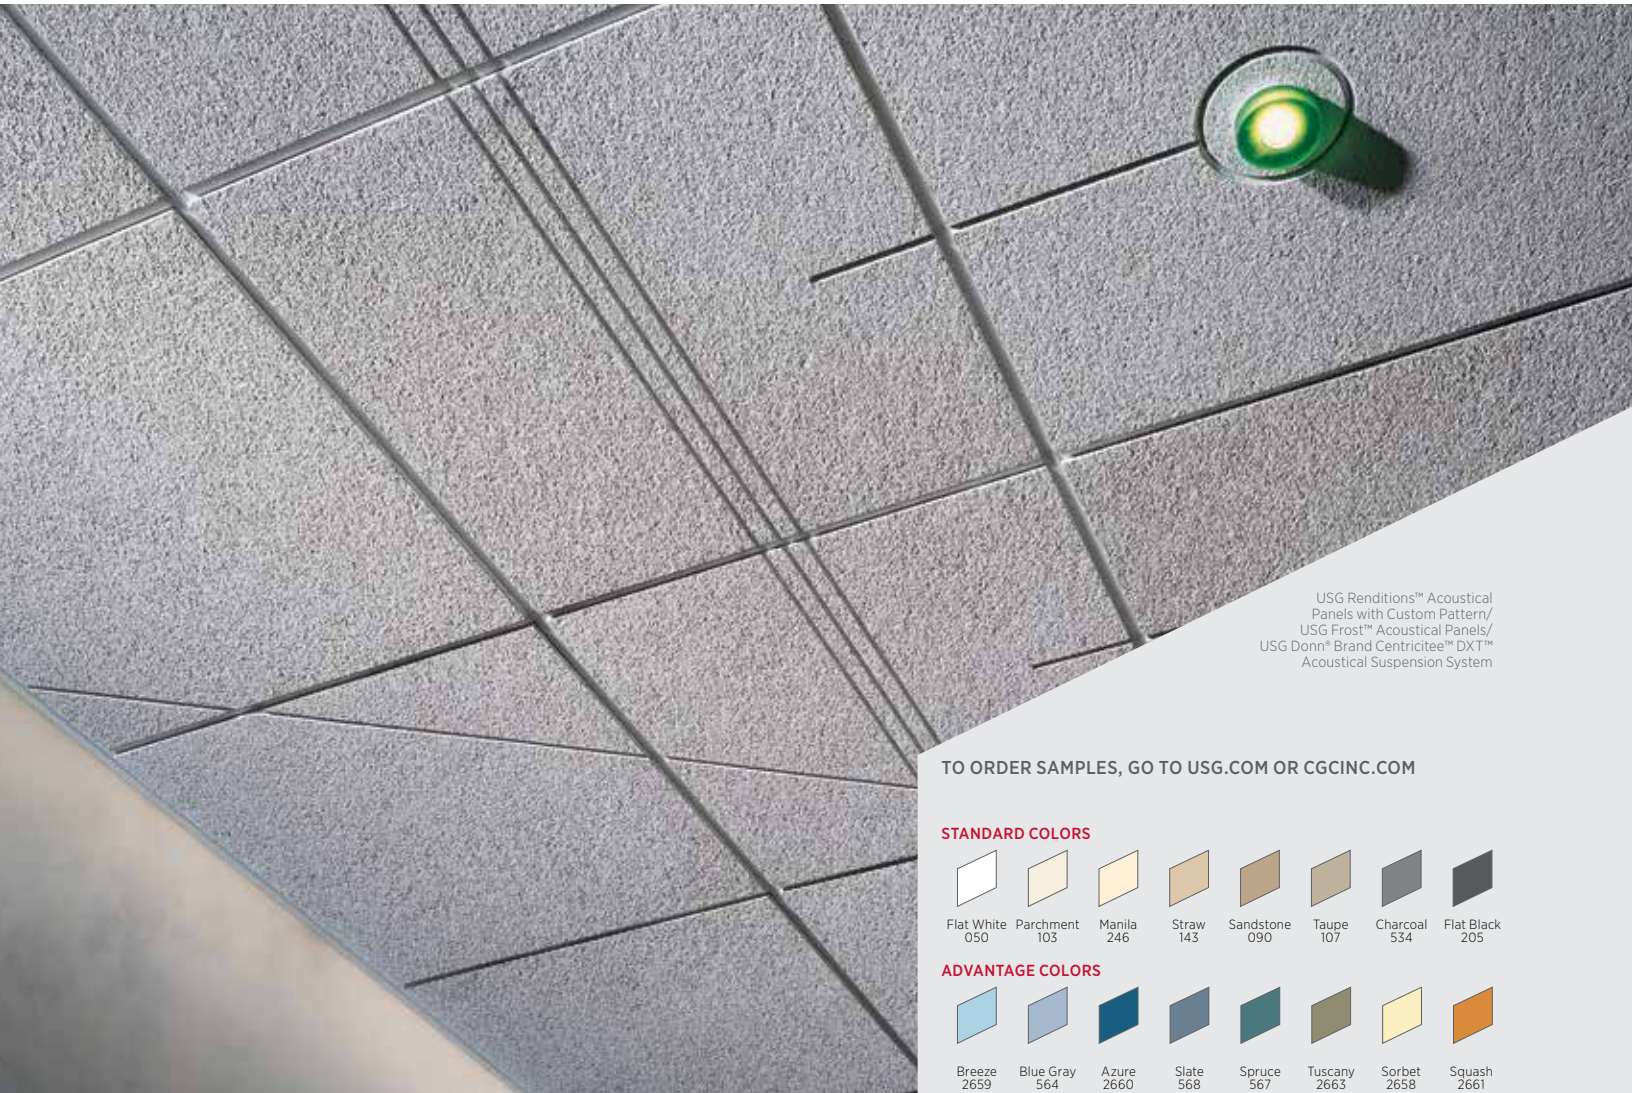 USG Renditions™ Acoustical
Panels with Custom Pattern/
USG Frost™ Acoustical Panels/
USG Donn® Brand Centricitee™ DXT™
Acoustical Suspension System
TO ORDER SAMPLES, GO TO USG.COM OR CGCINC.COM
STANDARD COLORS
Flat White Parchment Manila Straw Sandstone Taupe Charcoal Flat Black
050 103 246 143 090 107 534 205
ADVANTAGE COLORS
Breeze Blue Gray Azure Slate Spruce Tuscany Sorbet Squash
2659 564 2660 568 567 2663 2658 2661